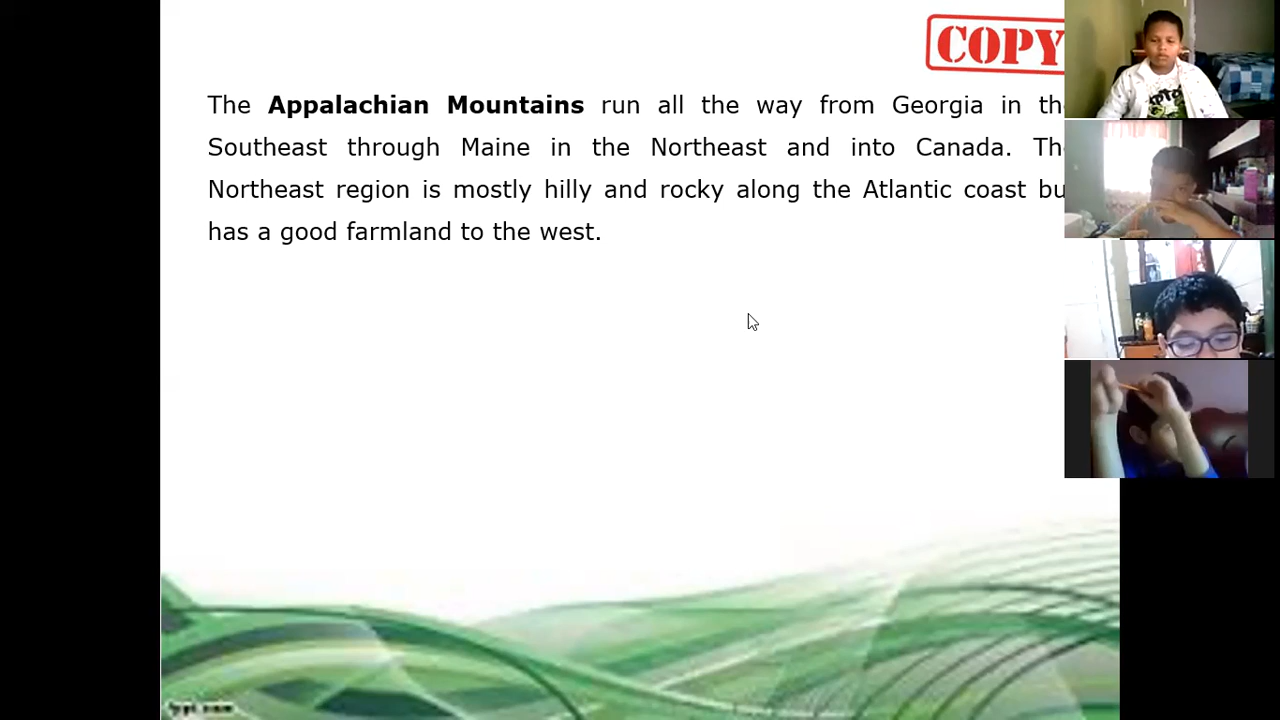 COPY
The Appalachian Mountains run all the way from Georgia in th
Southeast through Maine in the Northeast and into Canada. Th
Northeast region is mostly hilly and rocky along the Atlantic coast bu
has a good farmland to the west.